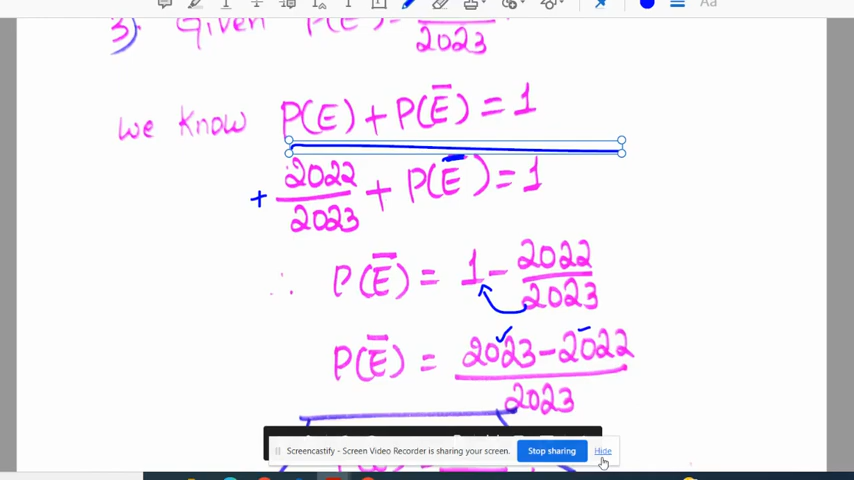 3) Given P(E) =
2023
We know P(E) + P(E̅) = 1
+ 2022/2023 + P(E̅) = 1
∴ P(E̅) = 1 - 2022/2023
P(E̅) = 2023 - 2022 / 2023
Screencastify - Screen Video Recorder is sharing your screen. Stop sharing Hide